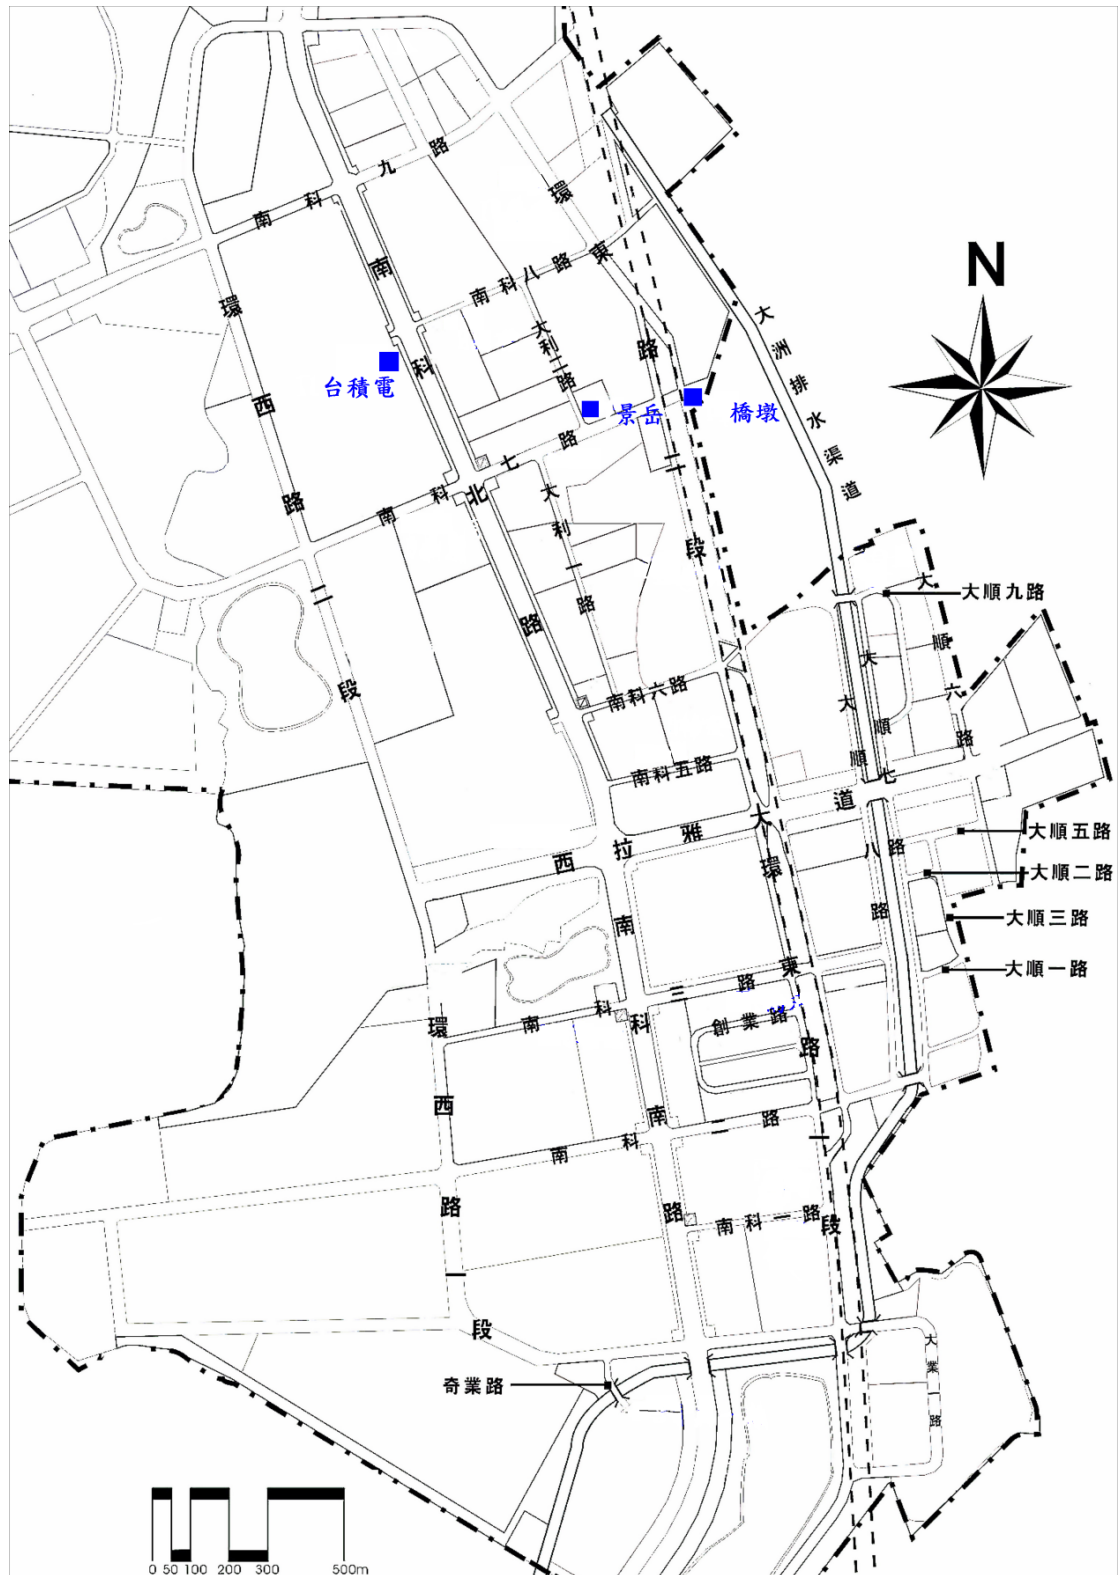 N
南科九路
環東路二段
南科八路
大洲排水渠道
環西路二段
南科北路
大利二路
台積電
景岳
橋墩
南科七路
大利一路
大順九路
大順六路
大順八路
大順七路
南科六路
南科五路
西拉雅大道
大順五路
大順二路
大順三路
大順一路
南科三路
環東路一段
創業路
南科南路
環西路一段
南科二路
南科一路
大業一路
奇業路
0 50 100 200 300 500m